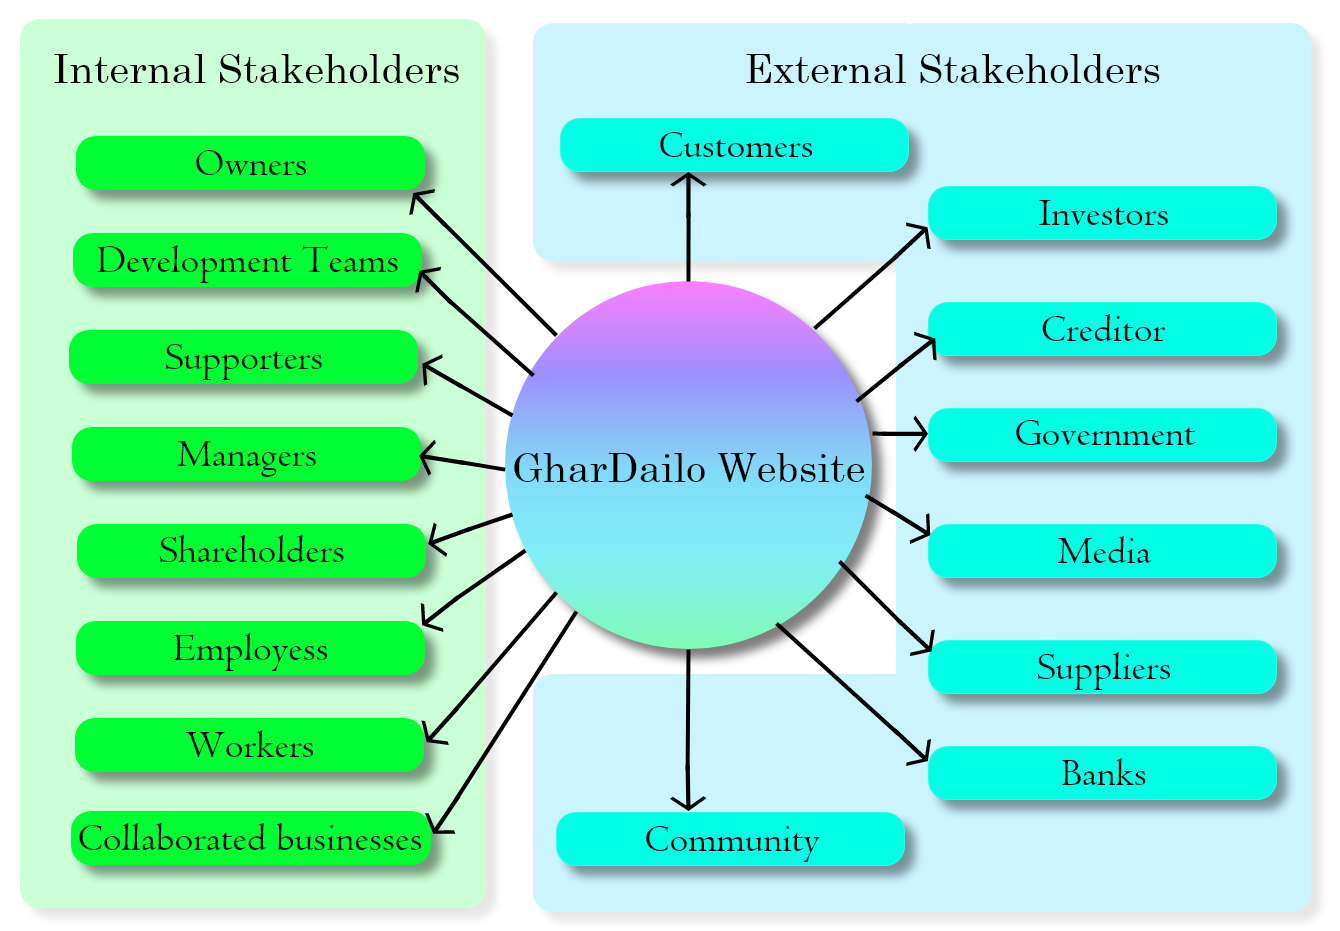 Internal Stakeholders
Owners
Development Teams
Supporters
Managers
Shareholders
Employess
Workers
Collaborated businesses
GharDailo Website
External Stakeholders
Customers
Investors
Creditor
Government
Media
Suppliers
Banks
Community